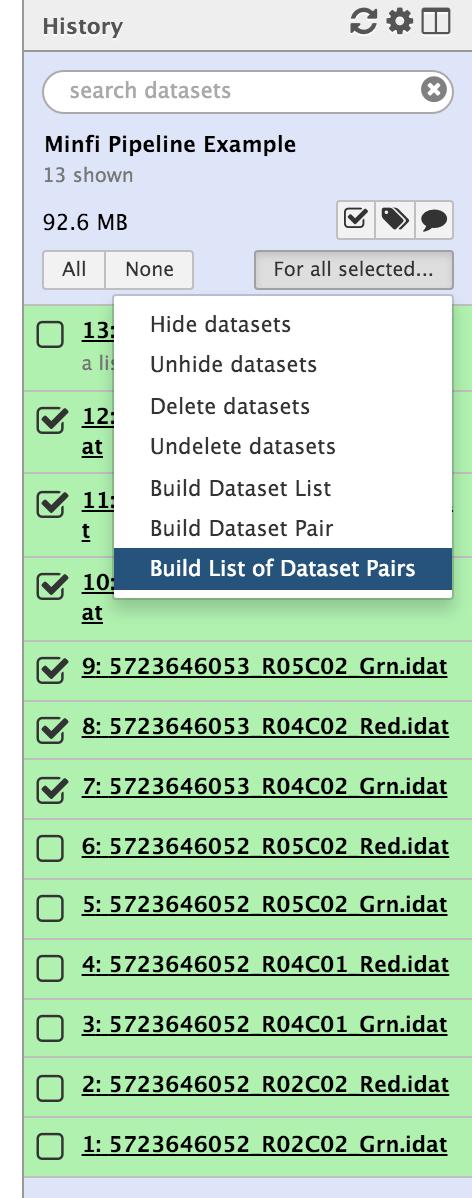 History
search datasets
Minfi Pipeline Example
13 shown
92.6 MB
All None For all selected...
Hide datasets
Unhide datasets
Delete datasets
Undelete datasets
Build Dataset List
Build Dataset Pair
Build List of Dataset Pairs
13:
a lis
12:
at
11:
t
10:
at
9: 5723646053_R05C02_Grn.idat
8: 5723646053_R04C02_Red.idat
7: 5723646053_R04C02_Grn.idat
6: 5723646052_R05C02_Red.idat
5: 5723646052_R05C02_Grn.idat
4: 5723646052_R04C01_Red.idat
3: 5723646052_R04C01_Grn.idat
2: 5723646052_R02C02_Red.idat
1: 5723646052_R02C02_Grn.idat